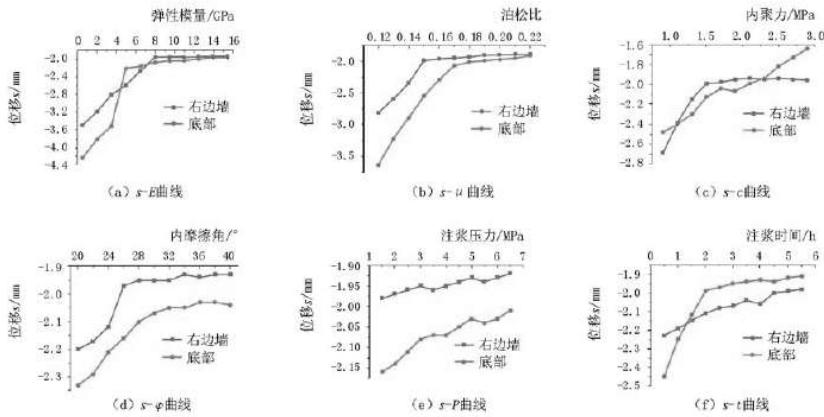 弹性模量/GPa
0 2 4 6 8 10 12 14 16
位移s/mm
-2.0
-2.4
-2.8
-3.2
-3.6
-4.0
-4.4
右边墙
底部
(a) s-E曲线
泊松比
0.12 0.14 0.16 0.18 0.20 0.22
位移s/mm
-2.0
-2.5
-3.0
-3.5
右边墙
底部
(b) s-u曲线
内聚力/MPa
1.0 1.5 2.0 2.5 3.0
位移s/mm
-1.6
-1.8
-2.0
-2.2
-2.4
-2.6
-2.8
右边墙
底部
(c) s-c曲线
内摩擦角/°
20 24 28 32 36 40
位移s/mm
-1.9
-2.0
-2.1
-2.2
-2.3
右边墙
底部
(d) s-φ曲线
注浆压力/MPa
1 2 3 4 5 6 7
位移s/mm
-1.90
-1.95
-2.00
-2.05
-2.10
-2.15
右边墙
底部
(e) s-P曲线
注浆时间/h
0 1 2 3 4 5 6
位移s/mm
-1.9
-2.0
-2.1
-2.2
-2.3
-2.4
-2.5
右边墙
底部
(f) s-t曲线